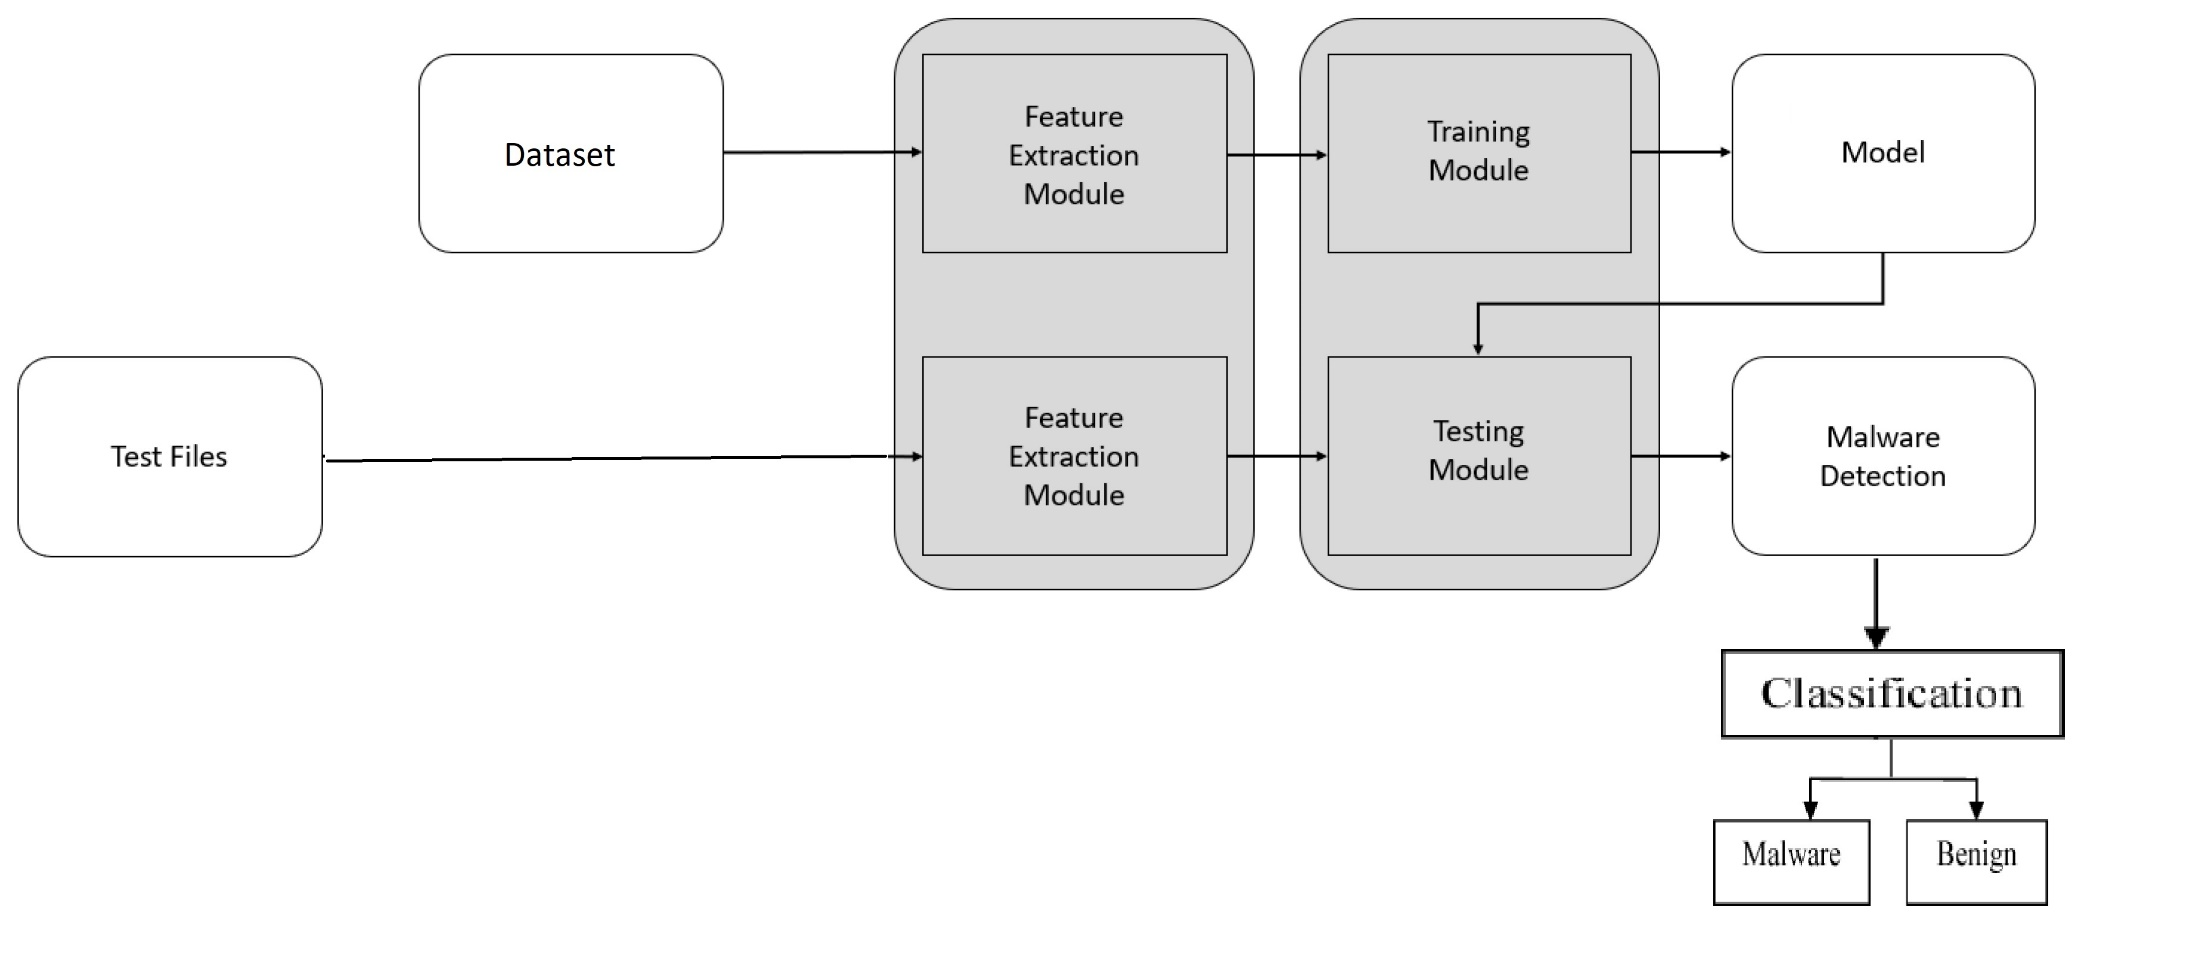 Dataset
Feature
Extraction
Module
Training
Module
Model
Test Files
Feature
Extraction
Module
Testing
Module
Malware
Detection
Classification
Malware
Benign